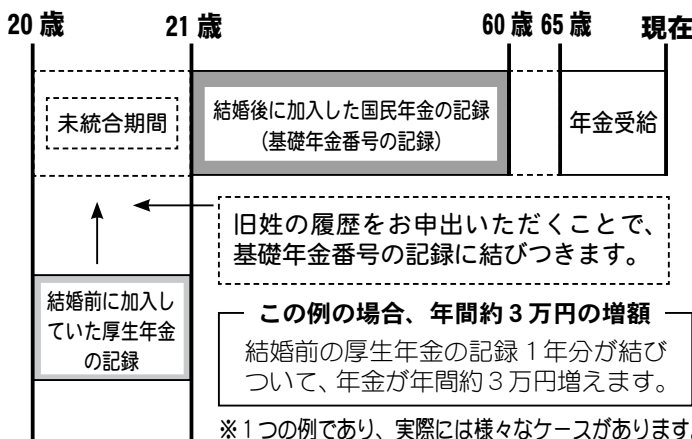 20歳 21歳 60歳 65歳 現在
未統合期間
結婚後に加入した国民年金の記録
(基礎年金番号の記録)
年金受給
旧姓の履歴をお申出いただくことで、
基礎年金番号の記録に結びつきます。
結婚前に加入し
ていた厚生年金
の記録
この例の場合、年間約3万円の増額
結婚前の厚生年金の記録1年分が結び
ついて、年金が年間約3万円増えます。
※1つの例であり、実際には様々なケースがあります。